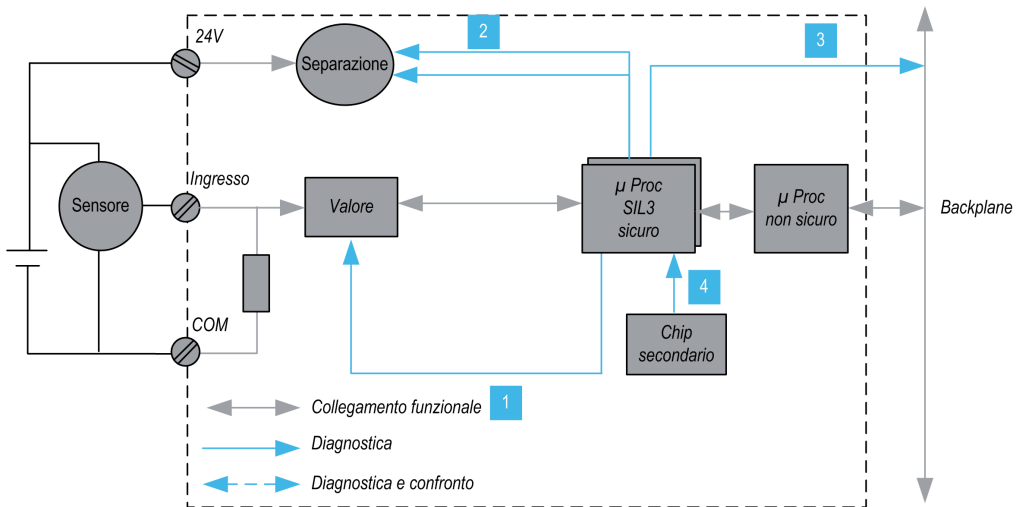 24V
2
3
Separazione
Ingresso
Sensore
Valore
µ Proc
SIL3
sicuro
µ Proc
non sicuro
Backplane
4
COM
Chip
secondario
Collegamento funzionale
1
Diagnostica
Diagnostica e confronto